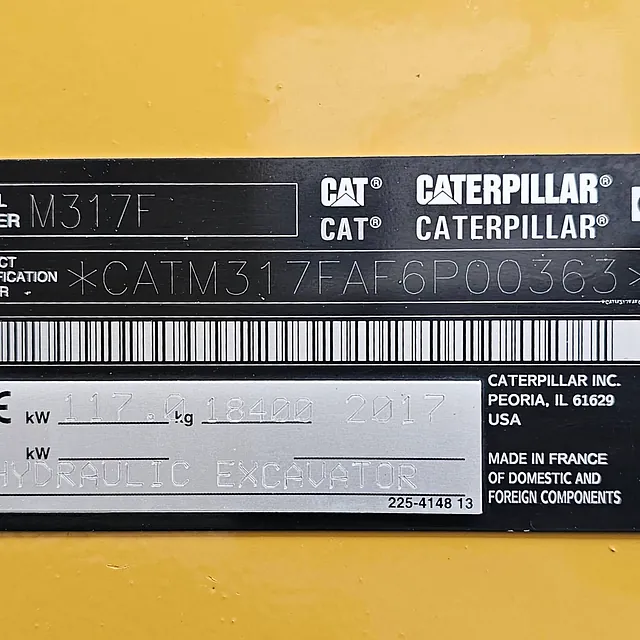 M317F
CAT® CATERPILLAR®
CAT® CATERPILLAR®
*CATM317FAF6P00363*
kW 117.0 kg 18400 2017
kW
HYDRAULIC EXCAVATOR
225-4148 13
CATERPILLAR INC.
PEORIA, IL 61629
USA
MADE IN FRANCE
OF DOMESTIC AND
FOREIGN COMPONENTS